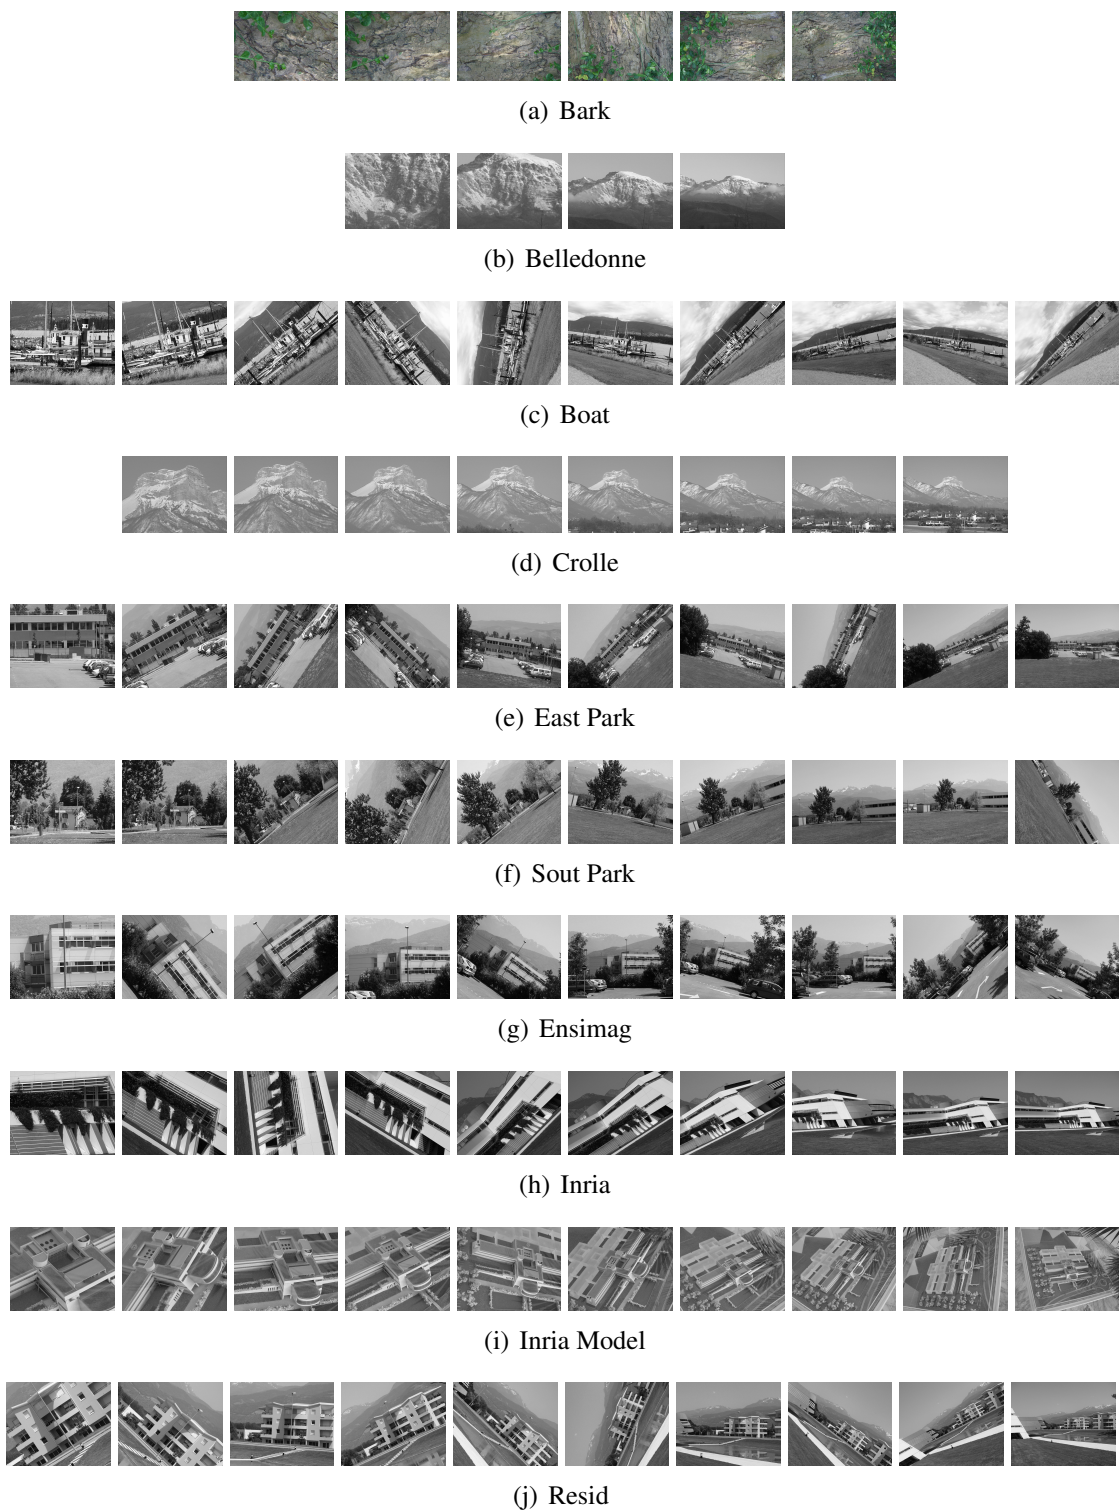 (a) Bark
(b) Belledonne
(c) Boat
(d) Crolle
(e) East Park
(f) Sout Park
(g) Ensimag
(h) Inria
(i) Inria Model
(j) Resid